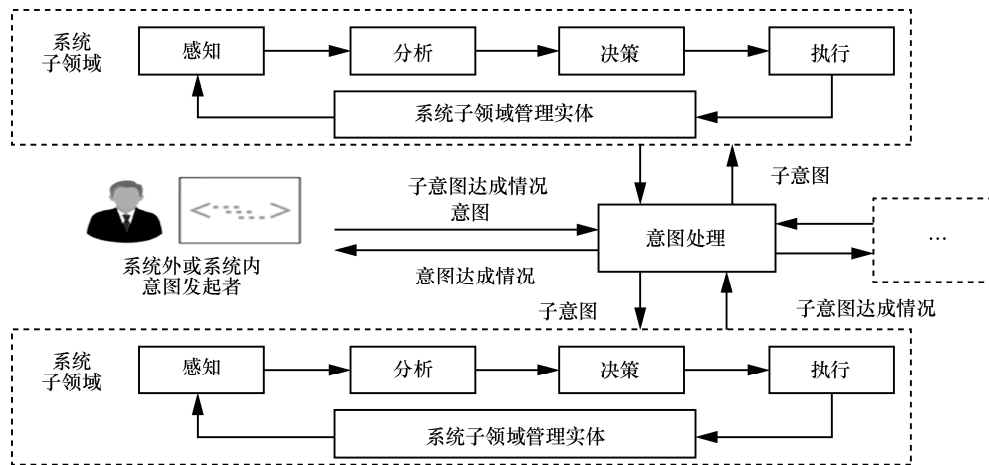 系统
子领域
感知
分析
决策
执行
系统子领域管理实体
子意图达成情况
子意图
意图
意图处理
…
系统外或系统内
意图发起者
意图达成情况
子意图
子意图达成情况
系统
子领域
感知
分析
决策
执行
系统子领域管理实体